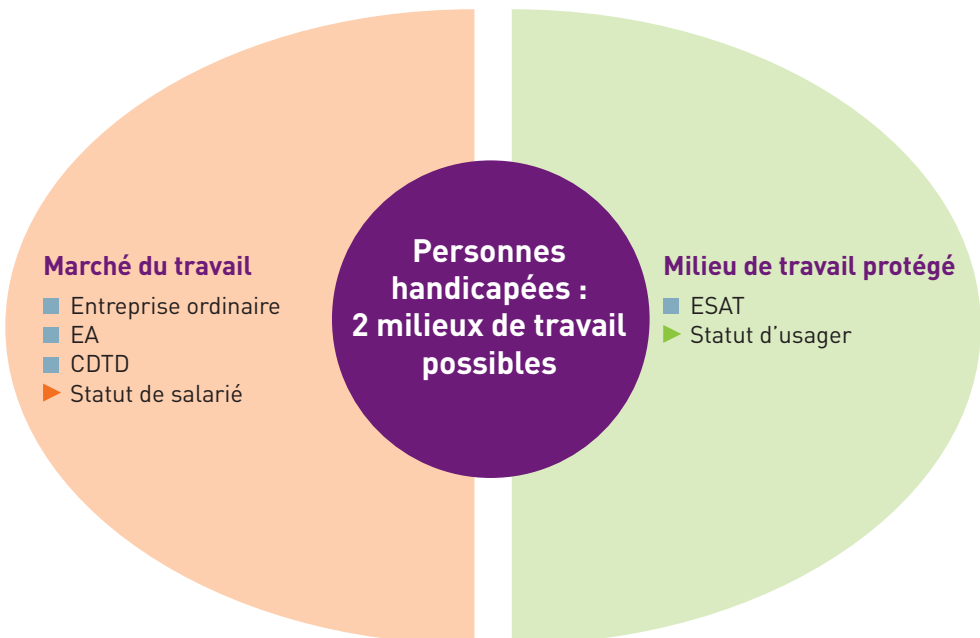 Marché du travail
Entreprise ordinaire
EA
CDTD
Statut de salarié
Personnes
handicapées :
2 milieux de travail
possibles
Milieu de travail protégé
ESAT
Statut d’usager